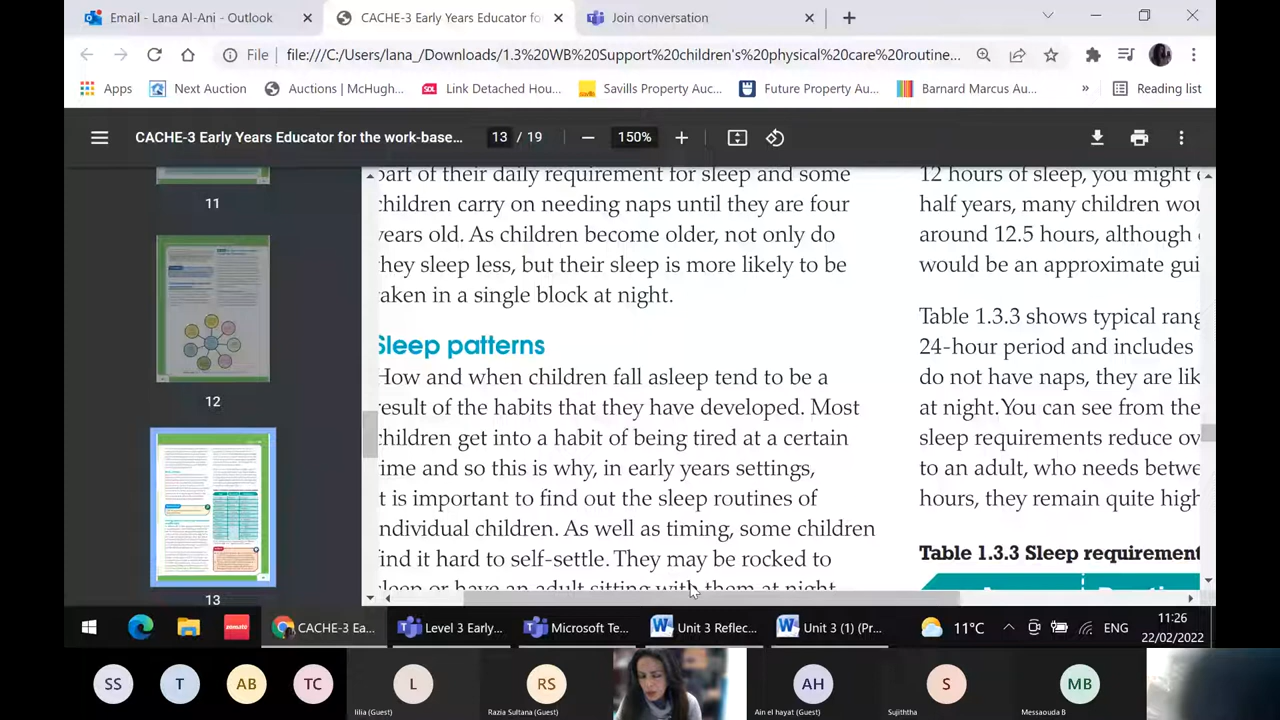 Email - Lana Al-Ani - Outlook
CACHE-3 Early Years Educator fo
Join conversation
File
file:///C:/Users/lana_/Downloads/1.3%20WB%20Support%20children's%20physical%20care%20routine...
Apps
Next Auction
Auctions | McHugh...
Link Detached Hou...
Savills Property Auc...
Future Property Au...
Barnard Marcus Au...
»
Reading list
CACHE-3 Early Years Educator for the work-base...
13 / 19
150%
11
12
13
part of their daily requirement for sleep and some
children carry on needing naps until they are four
years old. As children become older, not only do
they sleep less, but their sleep is more likely to be
taken in a single block at night.
Sleep patterns
How and when children fall asleep tend to be a
result of the habits that they have developed. Most
children get into a habit of being tired at a certain
time and so this is why, in early years settings,
it is important to find out the sleep routines of
individual children. As well as timing, some children
find it hard to self-settle. They may be rocked to
sleep or have an adult sitting with them at night
12 hours of sleep, you might
half years, many children wou
around 12.5 hours, although
would be an approximate gui
Table 1.3.3 shows typical rang
24-hour period and includes
do not have naps, they are lik
at night. You can see from the
sleep requirements reduce ov
to an adult, who needs betwe
hours, they remain quite high
Table 1.3.3 Sleep requirement
CACHE-3 Ea...
Level 3 Early...
Microsoft Te...
Unit 3 Reflec...
Unit 3 (1) (Pr...
11°C
ENG
11:26
22/02/2022
SS
T
AB
TC
L
lilia (Guest)
RS
Razia Sultana (Guest)
AH
Ain el hayat (Guest)
S
Sujiththa
MB
Messaouda B